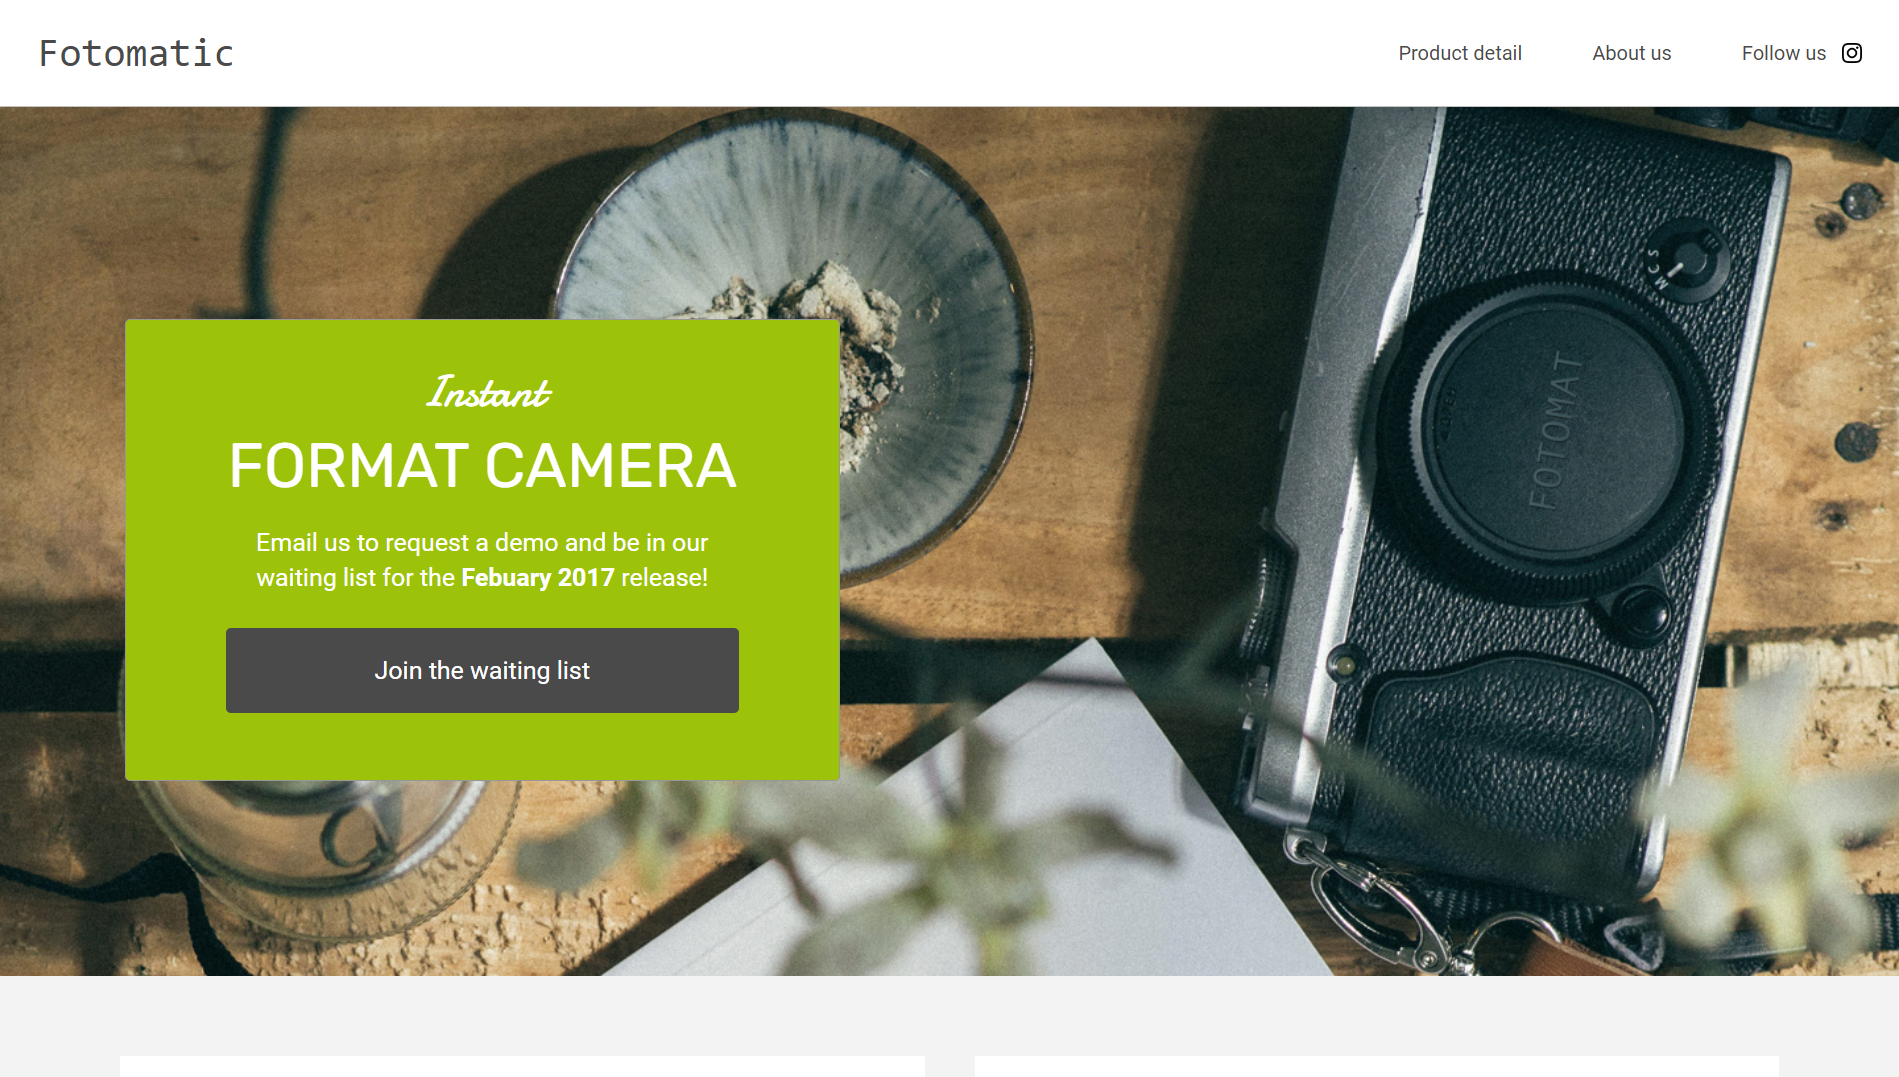 Fotomatic
Product detail
About us
Follow us
Instant
FORMAT CAMERA
Email us to request a demo and be in our
waiting list for the Febuary 2017 release!
Join the waiting list
FOTOMAT
S
C
M